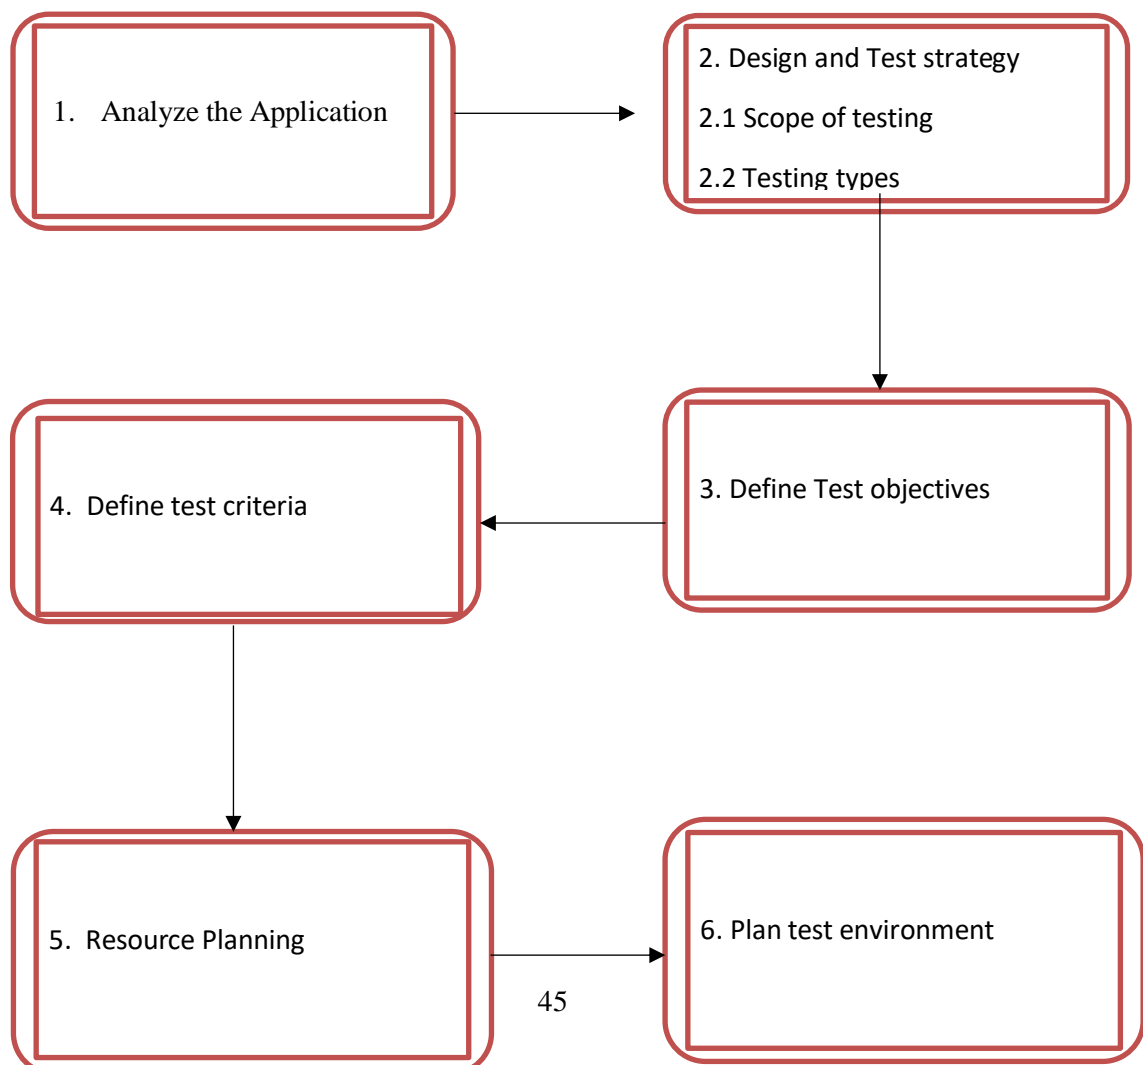 1. Analyze the Application
2. Design and Test strategy
2.1 Scope of testing
2.2 Testing types
3. Define Test objectives
4. Define test criteria
5. Resource Planning
6. Plan test environment
45